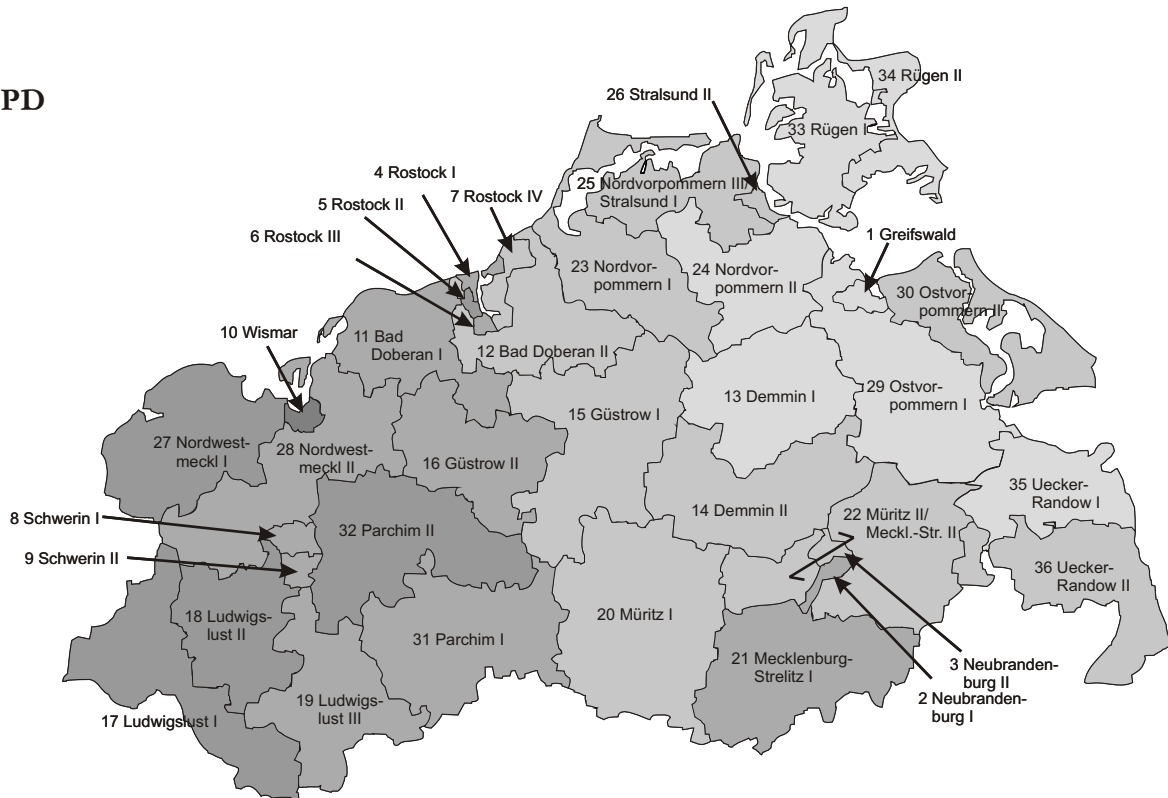 PD
34 Rügen II
26 Stralsund II
33 Rügen I
4 Rostock I
7 Rostock IV
25 Nordvorpommern III/
Stralsund I
5 Rostock II
6 Rostock III
1 Greifswald
23 Nordvor-
pommern I
24 Nordvor-
pommern II
30 Ostvor-
pommern II
10 Wismar
11 Bad
Doberan I
12 Bad Doberan II
13 Demmin I
29 Ostvor-
pommern I
15 Güstrow I
27 Nordwest-
meckl I
28 Nordwest-
meckl II
16 Güstrow II
35 Uecker-
Randow I
8 Schwerin I
32 Parchim II
14 Demmin II
22 Müritz II/
Meckl.-Str. II
9 Schwerin II
36 Uecker-
Randow II
18 Ludwigs-
lust II
31 Parchim I
20 Müritz I
21 Mecklenburg-
Strelitz I
3 Neubranden-
burg II
2 Neubranden-
burg I
19 Ludwigs-
lust III
17 Ludwigslust I